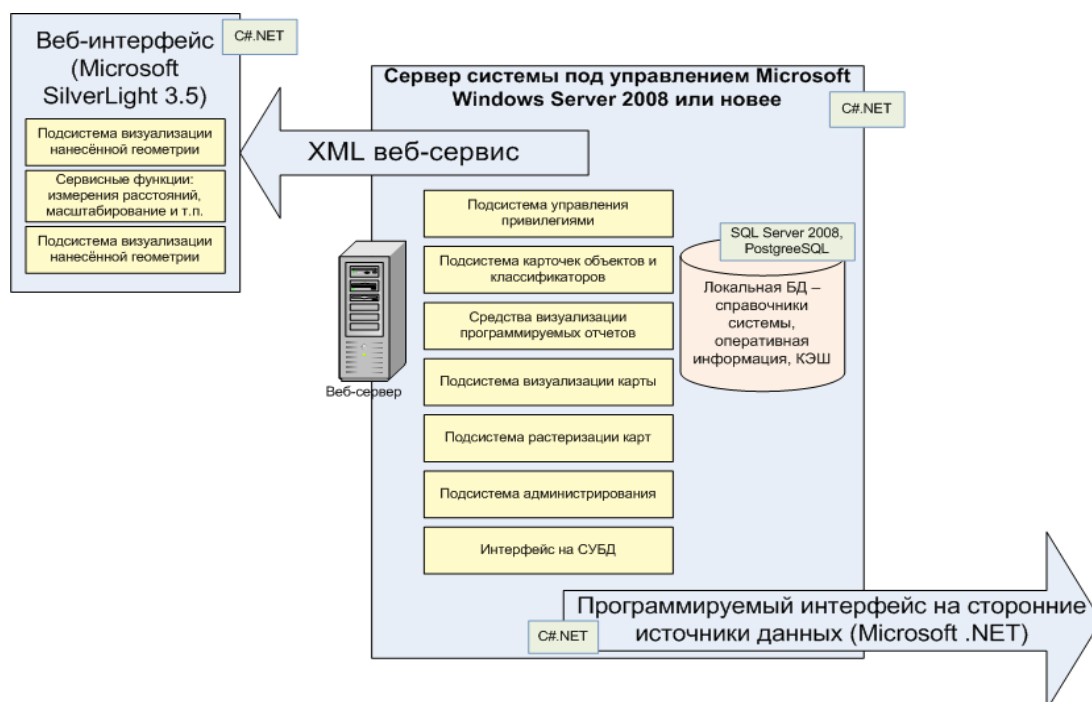 Веб-интерфейс
(Microsoft
SilverLight 3.5)
C#.NET
Подсистема визуализации
нанесённой геометрии
Сервисные функции:
измерения расстояний,
масштабирование и т.п.
Подсистема визуализации
нанесённой геометрии
Сервер системы под управлением Microsoft
Windows Server 2008 или новее
C#.NET
XML веб-сервис
Подсистема управления
привилегиями
Подсистема карточек объектов и
классификаторов
Средства визуализации
программируемых отчетов
Подсистема визуализации карты
Подсистема растеризации карт
Подсистема администрирования
Интерфейс на СУБД
SQL Server 2008,
PostgreeSQL
Локальная БД –
справочники
системы,
оперативная
информация, КЭШ
Веб-сервер
Программируемый интерфейс на сторонние
источники данных (Microsoft .NET)
C#.NET